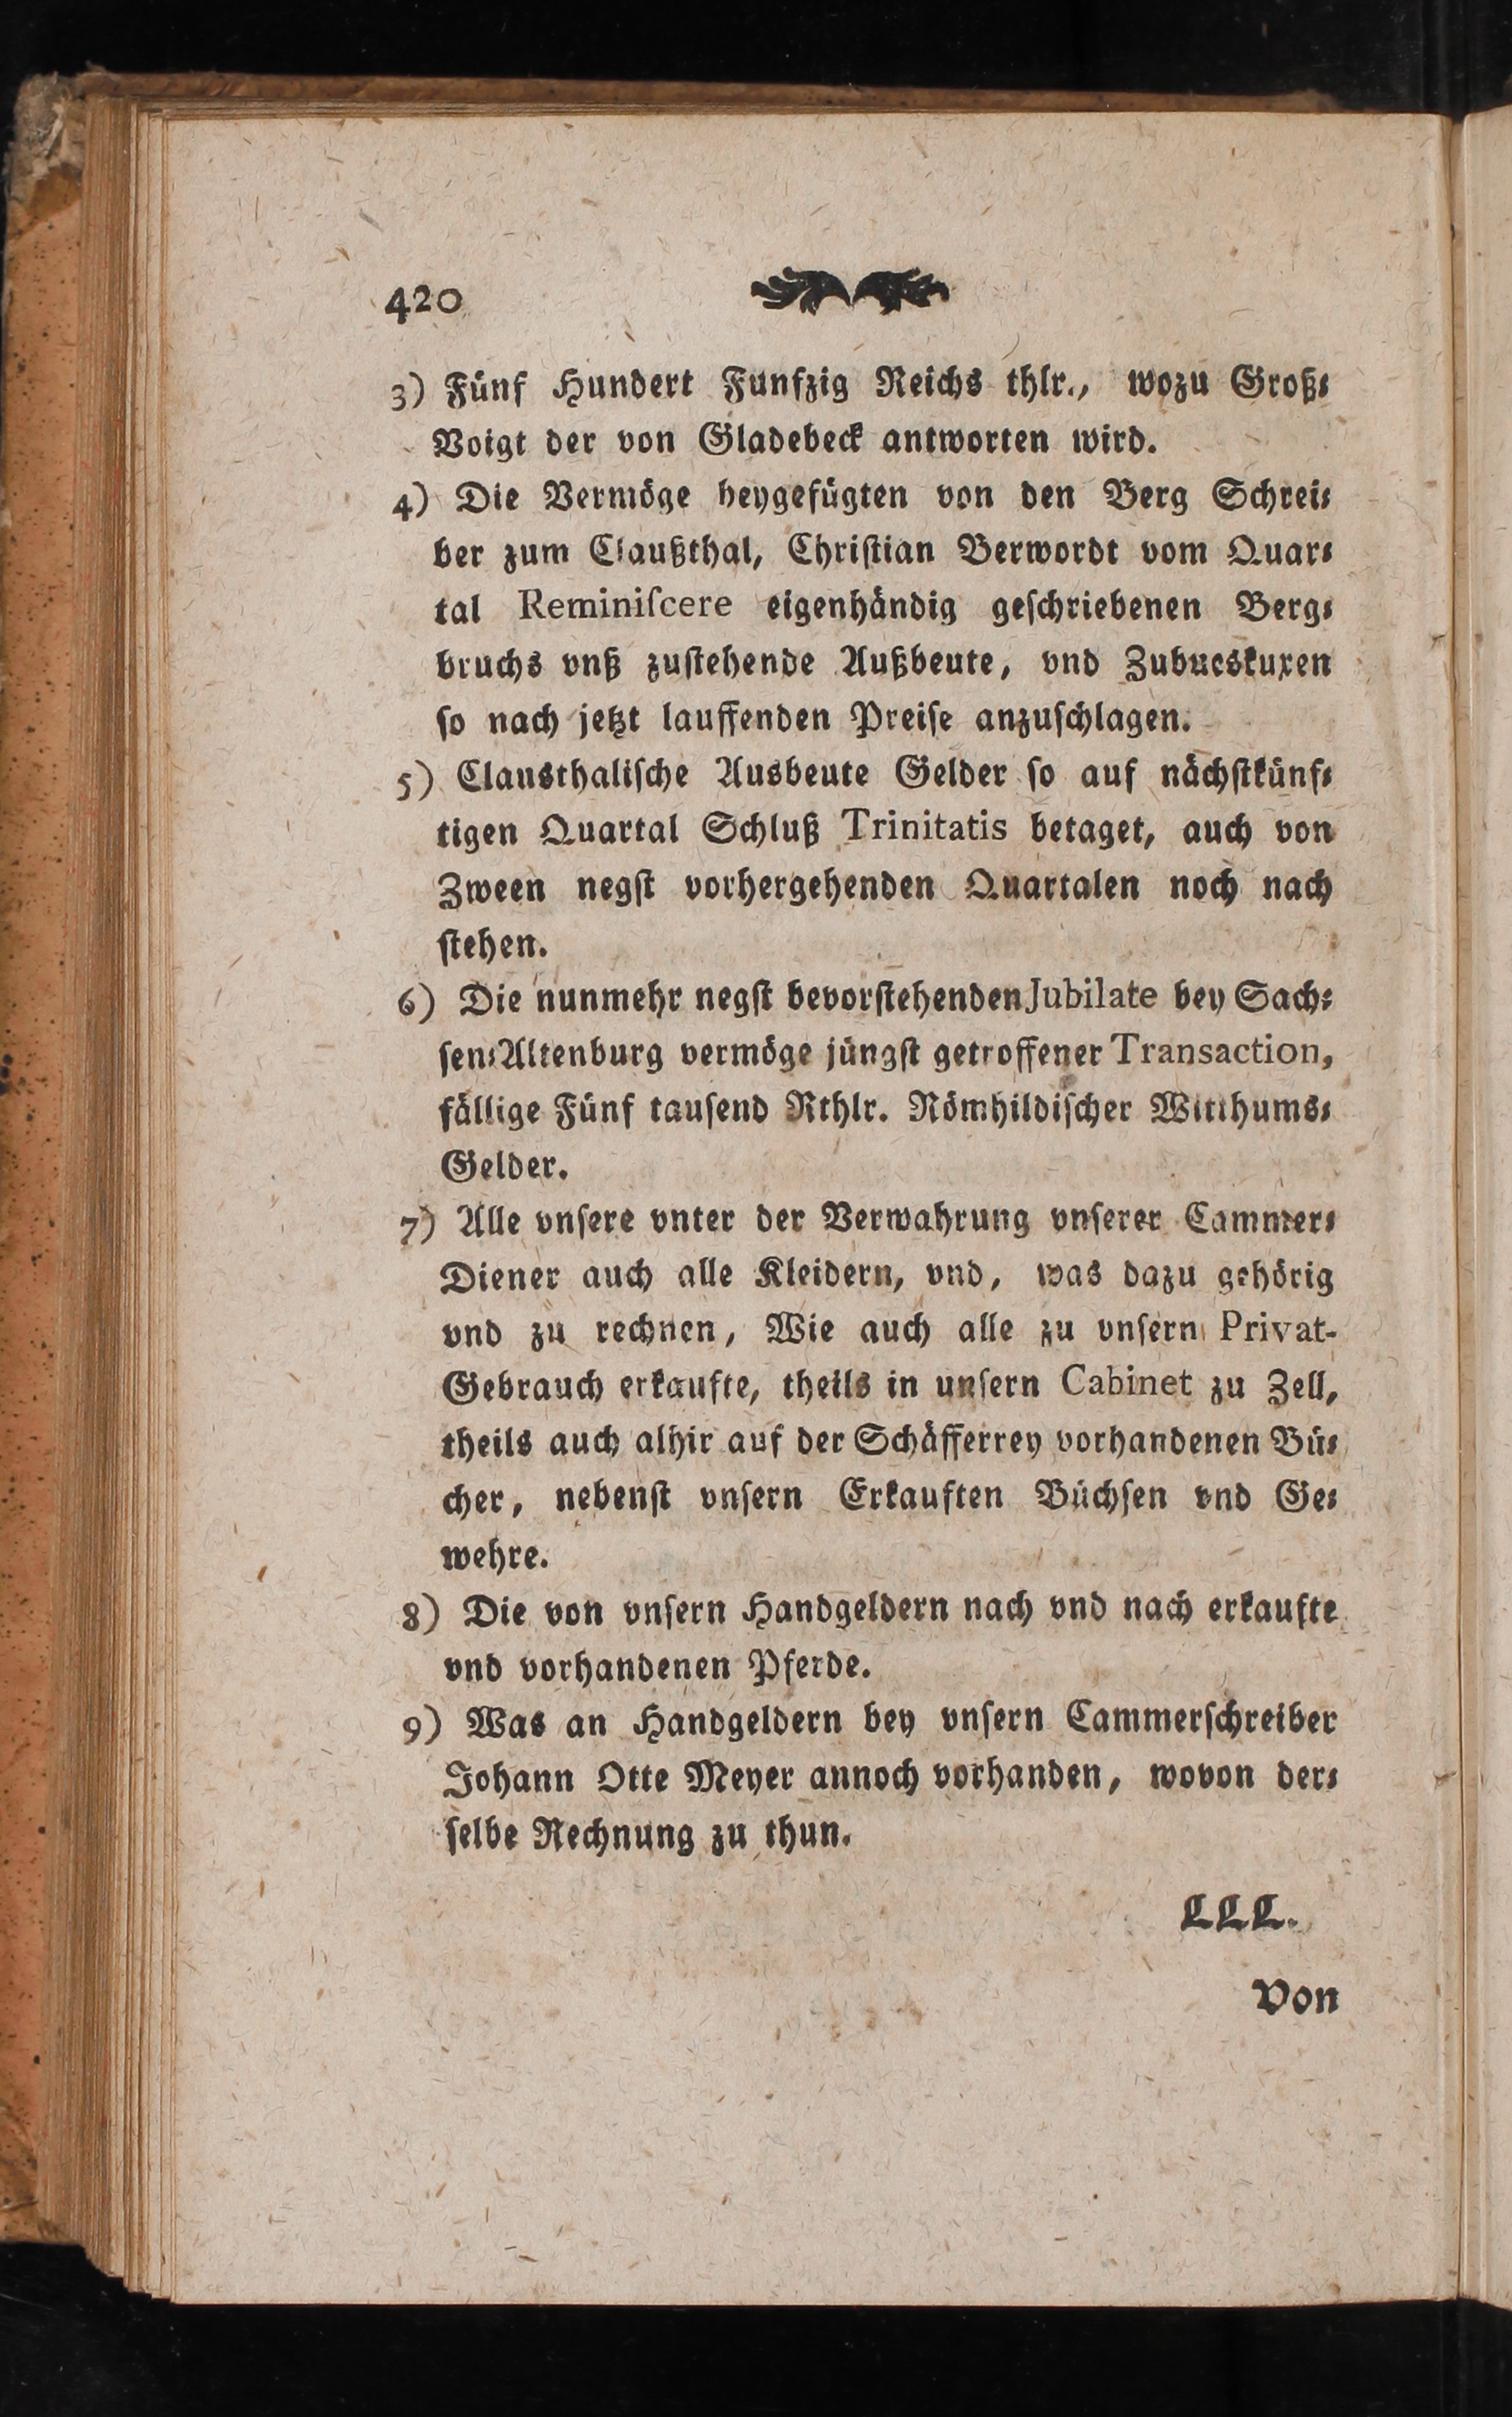 420
3) Fünf Hundert Funfzig Reichs thlr., wozu Groß⸗
Voigt der von Gladebeck antworten wird.
4) Die Vermöge beygefügten von den Berg Schrei⸗
ber zum Claußthal, Chriſtian Berwordt vom Quar⸗
tal Reminiſcere eigenhändig geſchriebenen Berg⸗
bruchs vnß zuſtehende Außbeute, vnd Zubueskuxen
ſo nach jetzt lauffenden Preiſe anzuſchlagen.
5) Clausthaliſche Ausbeute Gelder ſo auf nächſtkünf⸗
tigen Quartal Schluß Trinitatis betaget, auch von
Zween negſt vorhergehenden Quartalen noch nach
ſtehen.
6) Die nunmehr negſt bevorſtehenden Jubilate bey Sach⸗
ſen⸗Altenburg vermöge jüngſt getroffener Transaction,
fällige Fünf tauſend Rthlr. Römhildiſcher Witthums⸗
Gelder.
7) Alle vnſere vnter der Verwahrung vnſerer Cammer⸗
Diener auch alle Kleidern, vnd, was dazu gehörig
vnd zu rechnen, Wie auch alle zu vnſern Privat-
Gebrauch erkaufte, theils in unſern Cabinet zu Zell,
theils auch alhir auf der Schäfferrey vorhandenen Bü⸗
cher, nebenſt vnſern Erkauften Büchſen vnd Ge⸗
wehre.
8) Die von vnſern Handgeldern nach vnd nach erkaufte
vnd vorhandenen Pferde.
9) Was an Handgeldern bey vnſern Cammerſchreiber
Johann Otte Meyer annoch vorhanden, wovon der⸗
ſelbe Rechnung zu thun.
LLL.
Von